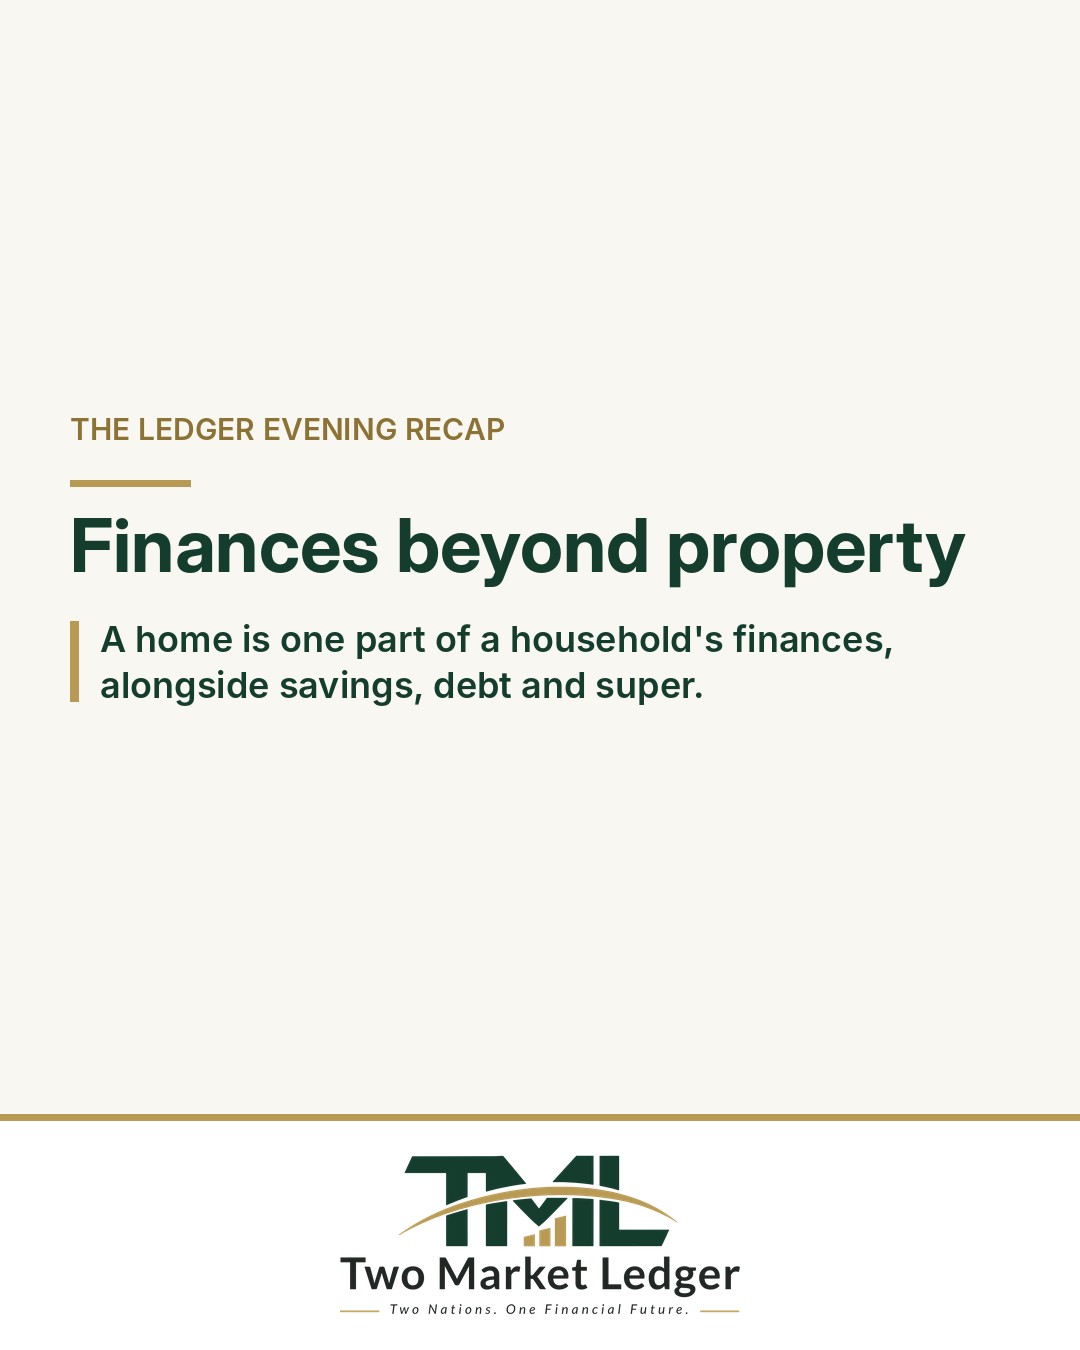 THE LEDGER EVENING RECAP
Finances beyond property
A home is one part of a household's finances,
alongside savings, debt and super.
TML
Two Market Ledger
Two Nations. One Financial Future.